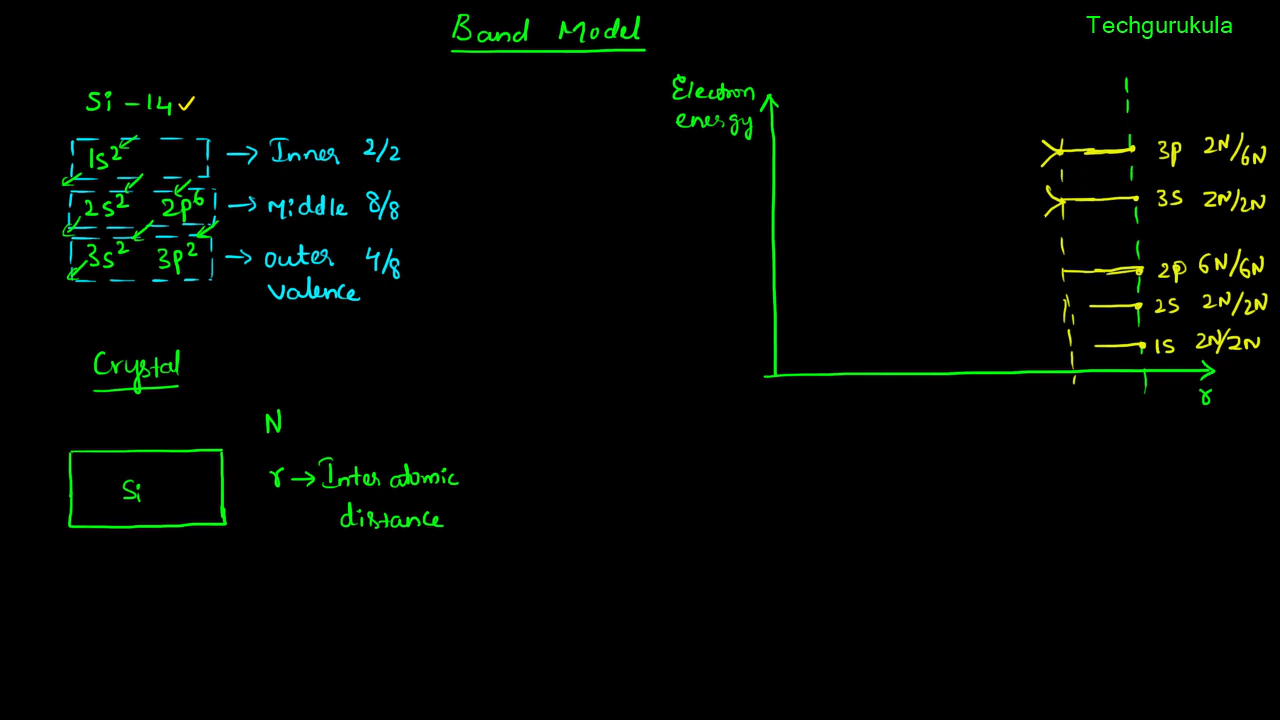 Band Model
Techgurukula
Si - 14 ✓
1s²
→ Inner 2/2
2s² 2p⁶
→ Middle 8/8
3s² 3p²
→ outer 4/8
valence
Crystal
N
Si
r → Inter atomic
distance
Electron
energy
3p 2N/6N
3s 2N/2N
2p 6N/6N
2s 2N/2N
1s 2N/2N
r